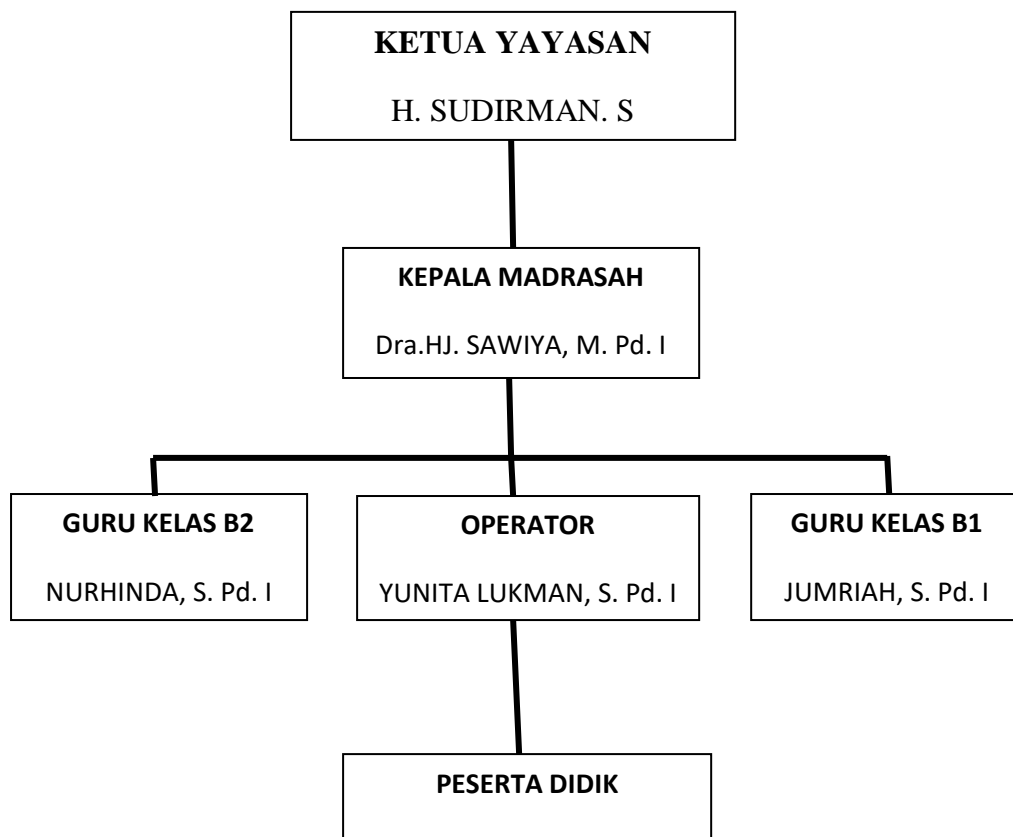 KETUA YAYASAN
H. SUDIRMAN. S
KEPALA MADRASAH
Dra.HJ. SAWIYA, M. Pd. I
GURU KELAS B2
NURHINDA, S. Pd. I
OPERATOR
YUNITA LUKMAN, S. Pd. I
GURU KELAS B1
JUMRIAH, S. Pd. I
PESERTA DIDIK